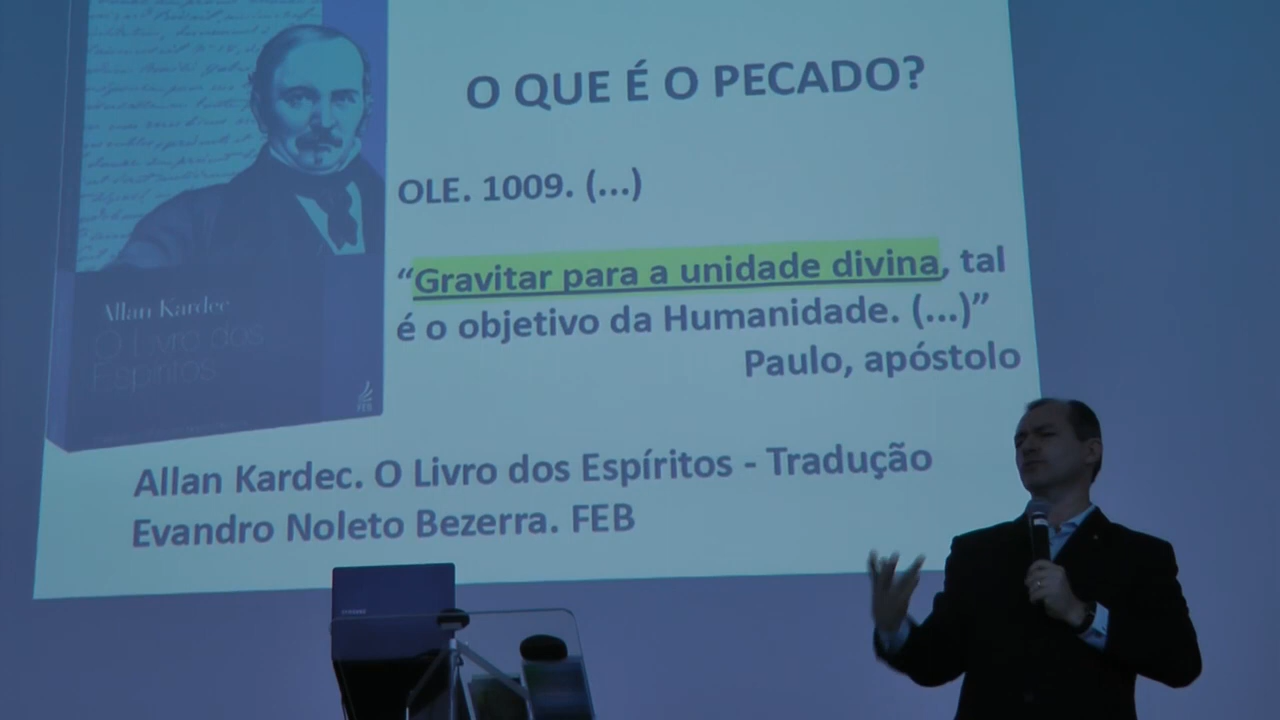 O QUE É O PECADO?
OLE. 1009. (...)
“Gravitar para a unidade divina, tal
é o objetivo da Humanidade. (...)”
Paulo, apóstolo
Allan Kardec
O Livro dos
Espíritos
FEB
Allan Kardec. O Livro dos Espíritos - Tradução
Evandro Noleto Bezerra. FEB